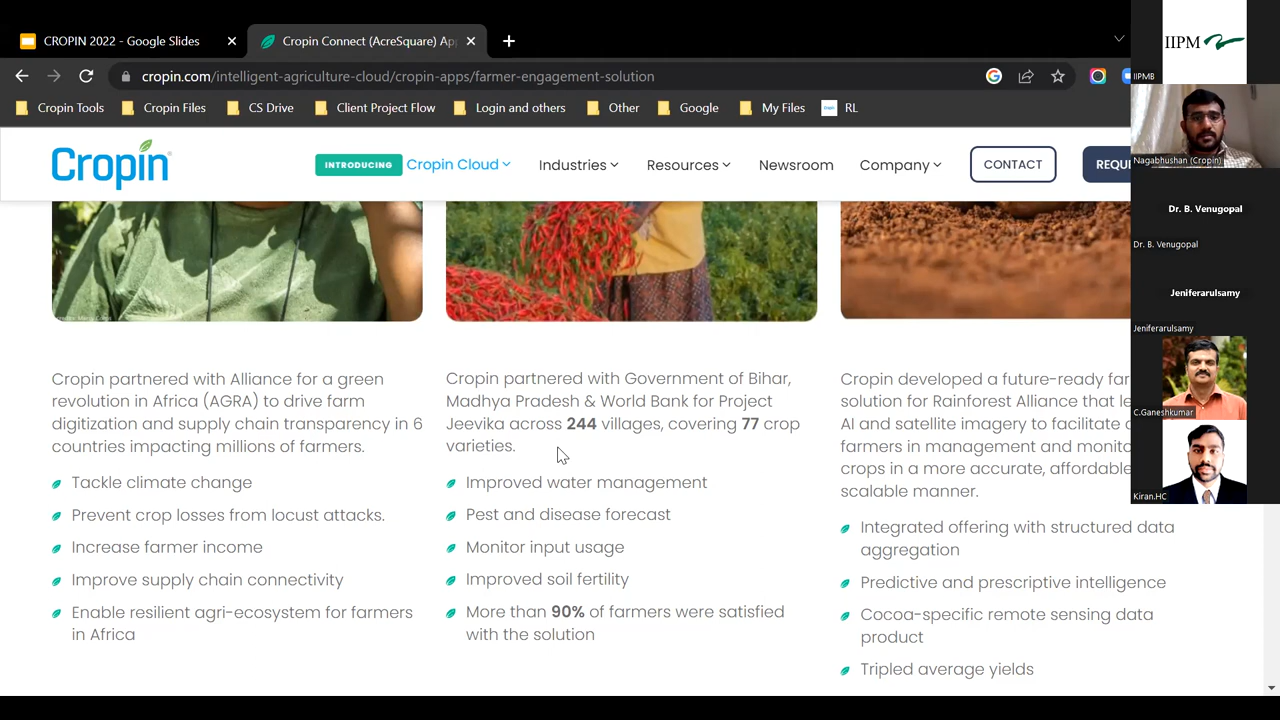 CROPIN 2022 - Google Slides
Cropin Connect (AcreSquare) Ap
cropin.com/intelligent-agriculture-cloud/cropin-apps/farmer-engagement-solution
Cropin Tools
Cropin Files
CS Drive
Client Project Flow
Login and others
Other
Google
My Files
RL
Cropin
INTRODUCING
Cropin Cloud
Industries
Resources
Newsroom
Company
CONTACT
REQU
Cropin partnered with Alliance for a green
revolution in Africa (AGRA) to drive farm
digitization and supply chain transparency in 6
countries impacting millions of farmers.
Tackle climate change
Prevent crop losses from locust attacks.
Increase farmer income
Improve supply chain connectivity
Enable resilient agri-ecosystem for farmers
in Africa
Cropin partnered with Government of Bihar,
Madhya Pradesh & World Bank for Project
Jeevika across 244 villages, covering 77 crop
varieties.
Improved water management
Pest and disease forecast
Monitor input usage
Improved soil fertility
More than 90% of farmers were satisfied
with the solution
Cropin developed a future-ready far
solution for Rainforest Alliance that le
AI and satellite imagery to facilitate
farmers in management and monito
crops in a more accurate, affordable
scalable manner.
Integrated offering with structured data
aggregation
Predictive and prescriptive intelligence
Cocoa-specific remote sensing data
product
Tripled average yields
IIPM
IIPMB
Nagabhushan (Cropin)
Dr. B. Venugopal
Dr. B. Venugopal
Jeniferarulsamy
Jeniferarulsamy
C.Ganeshkumar
Kiran.HC